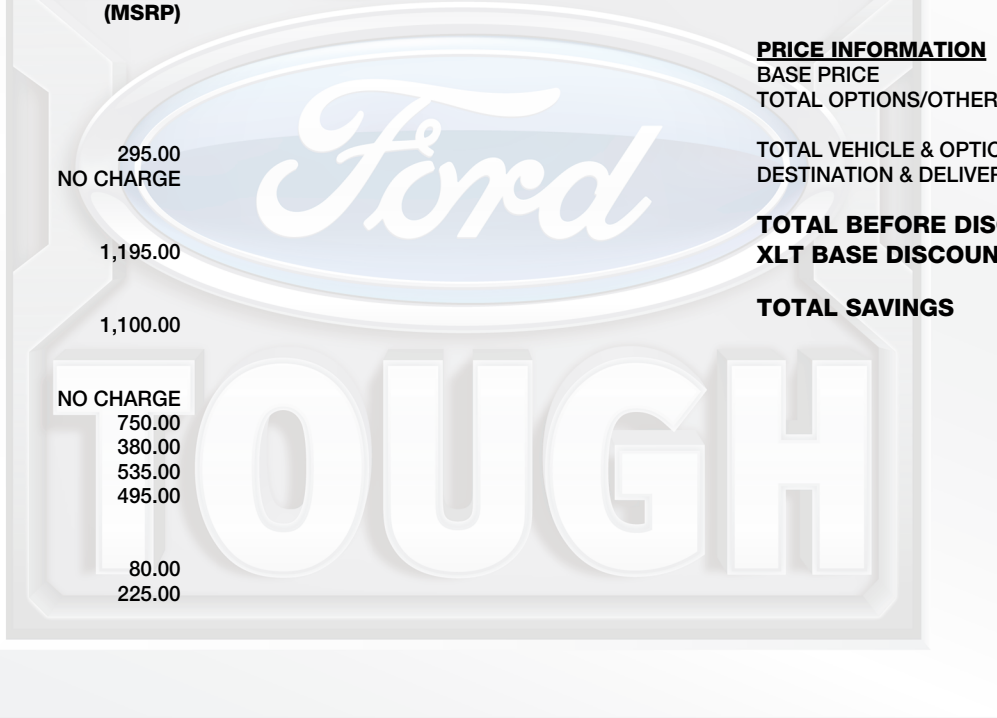 (MSRP)
295.00
NO CHARGE
1,195.00
1,100.00
NO CHARGE
750.00
380.00
535.00
495.00
80.00
225.00
PRICE INFORMATION
BASE PRICE
TOTAL OPTIONS/OTHER
TOTAL VEHICLE & OPTIO
DESTINATION & DELIVER
TOTAL BEFORE DIS
XLT BASE DISCOUN
TOTAL SAVINGS
Ford
TOUGH